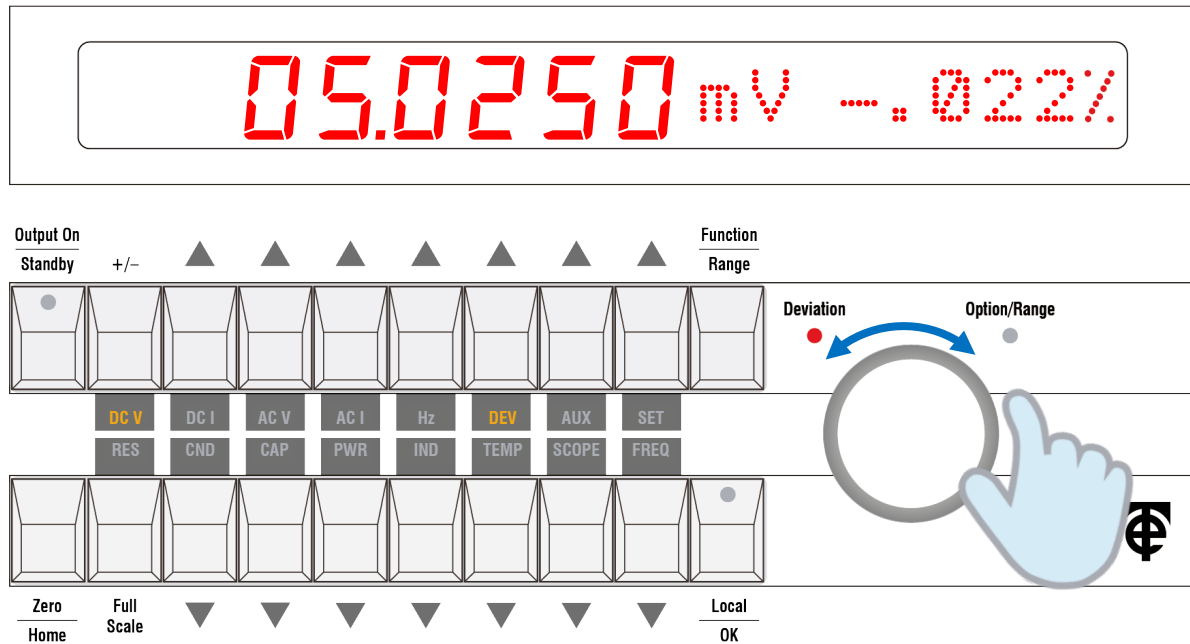 05.0250 mV -.022%
Output On
Standby
+/–
Function
Range
Deviation
Option/Range
DC V DC I AC V AC I Hz DEV AUX SET
RES CND CAP PWR IND TEMP SCOPE FREQ
Zero
Home
Full
Scale
Local
OK